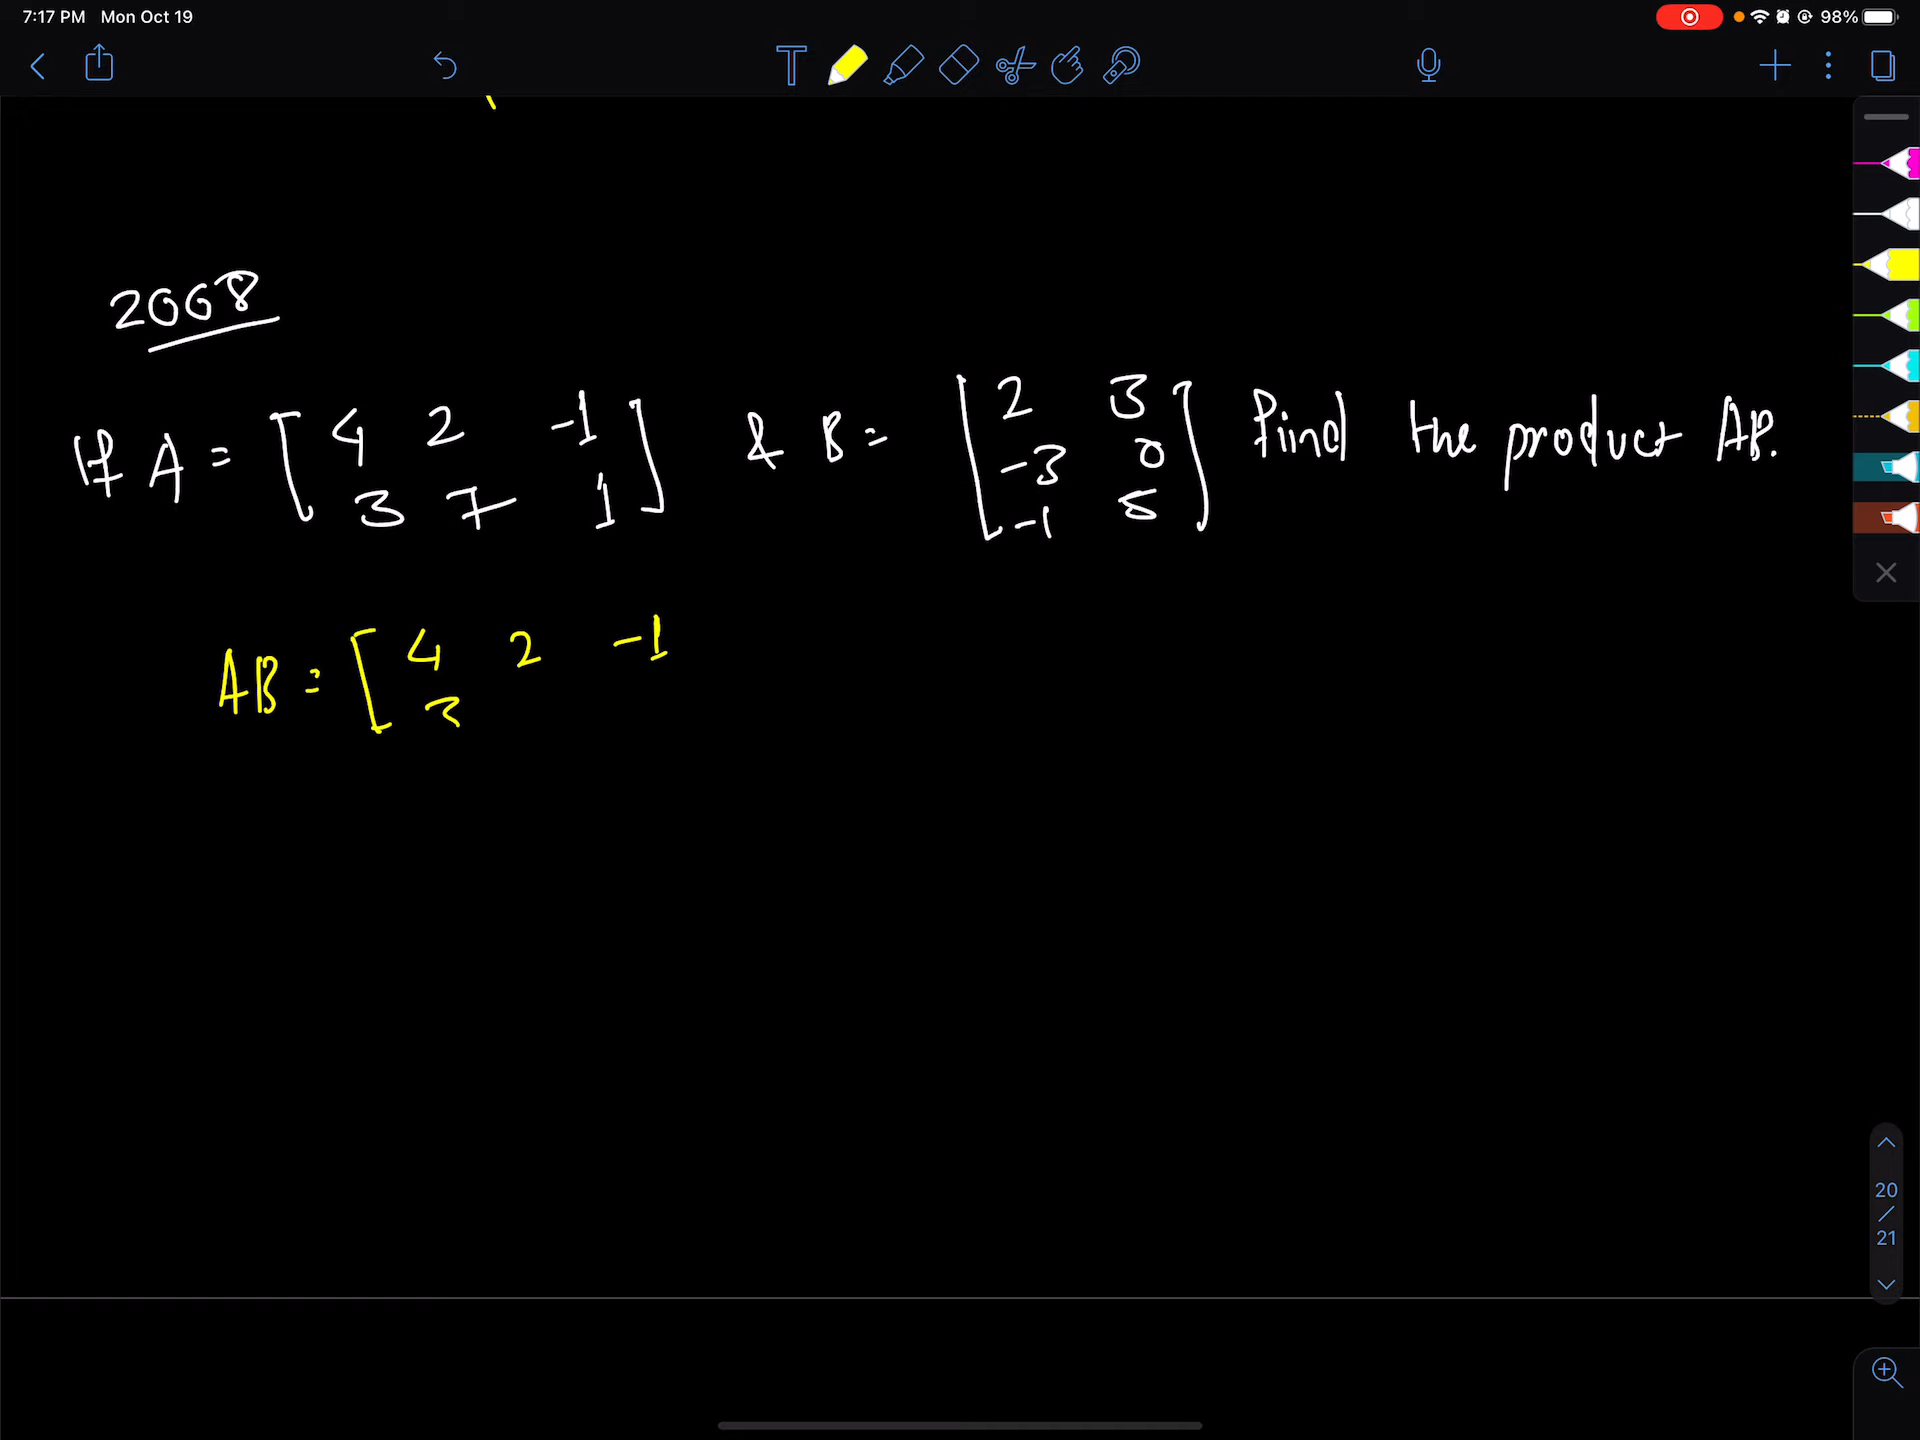 7:17 PM Mon Oct 19
98%
T
2008
If A = [ 4 2 -1
3 7 1 ] & B = [ 2 3
-3 0
-1 5 ] find the product AB.
AB = [ 4 2 -1
3
20
/
21